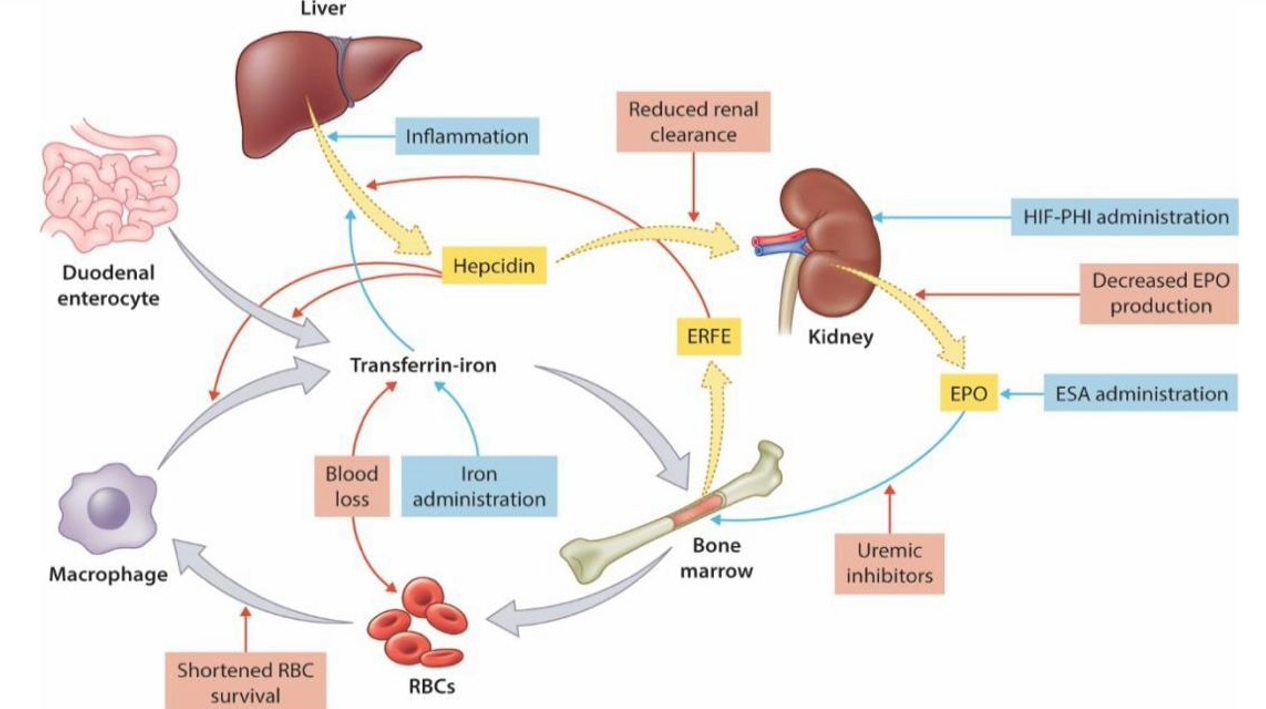 Liver
Inflammation
Reduced renal
clearance
HIF-PHI administration
Duodenal
enterocyte
Hepcidin
Decreased EPO
production
ERFE
Kidney
Transferrin-iron
EPO
ESA administration
Blood
loss
Iron
administration
Macrophage
Bone
marrow
Uremic
inhibitors
Shortened RBC
survival
RBCs